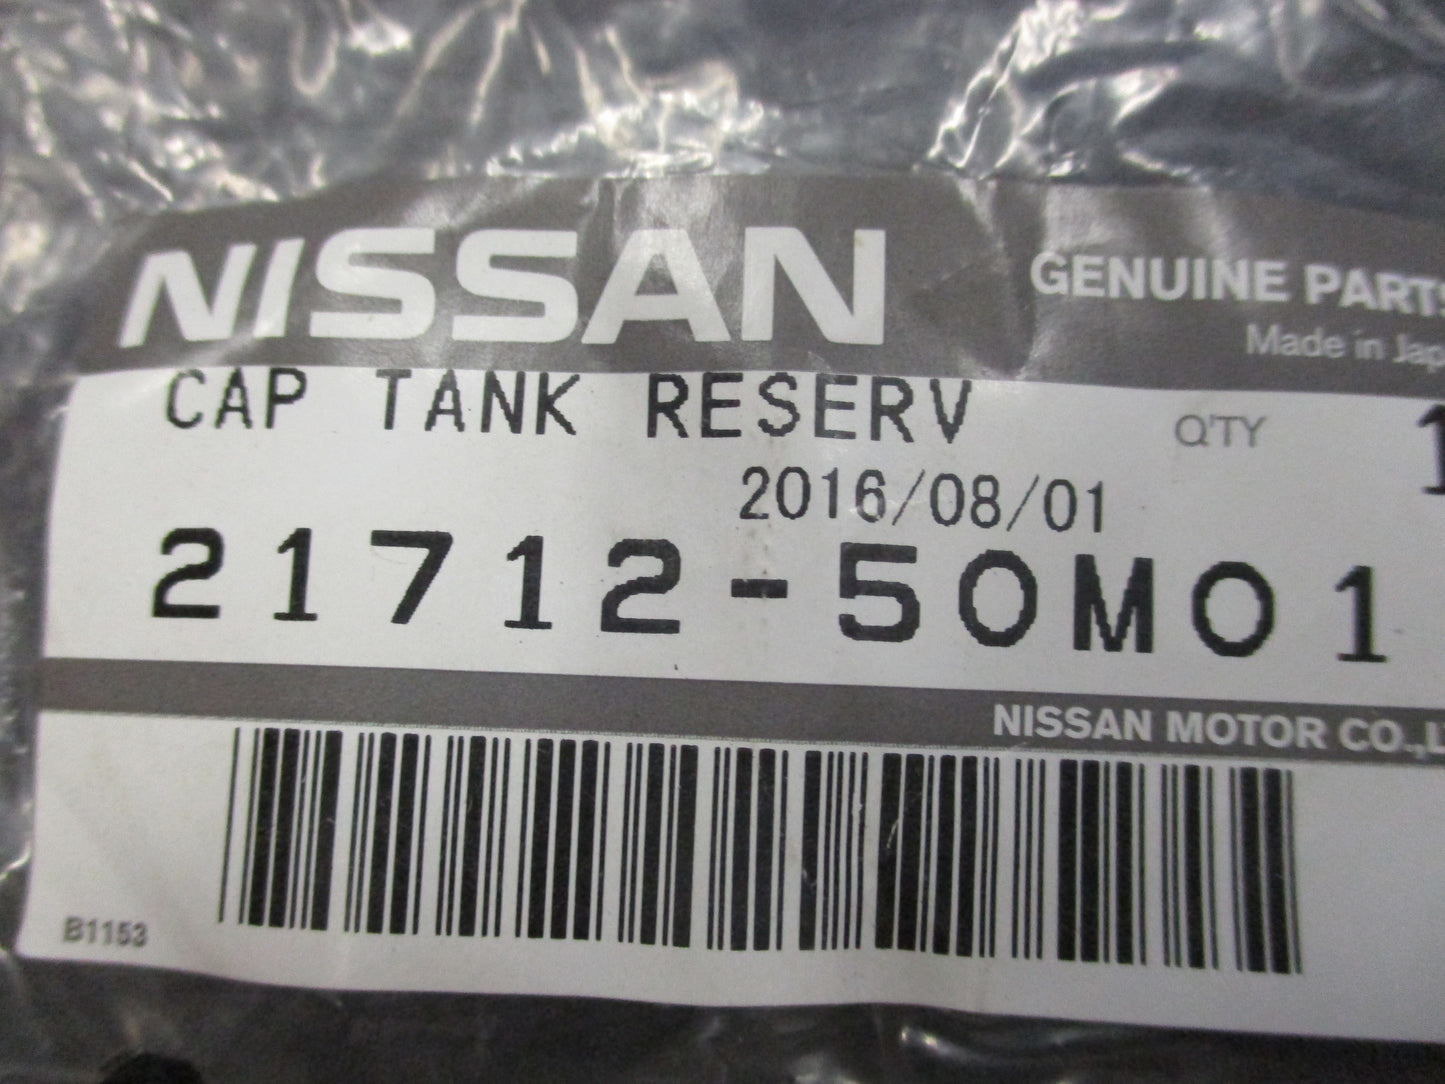 NISSAN
GENUINE PARTS
Made in Jap
CAP TANK RESERV
Q'TY 1
2016/08/01
21712-50M01
NISSAN MOTOR CO.,L
B1153